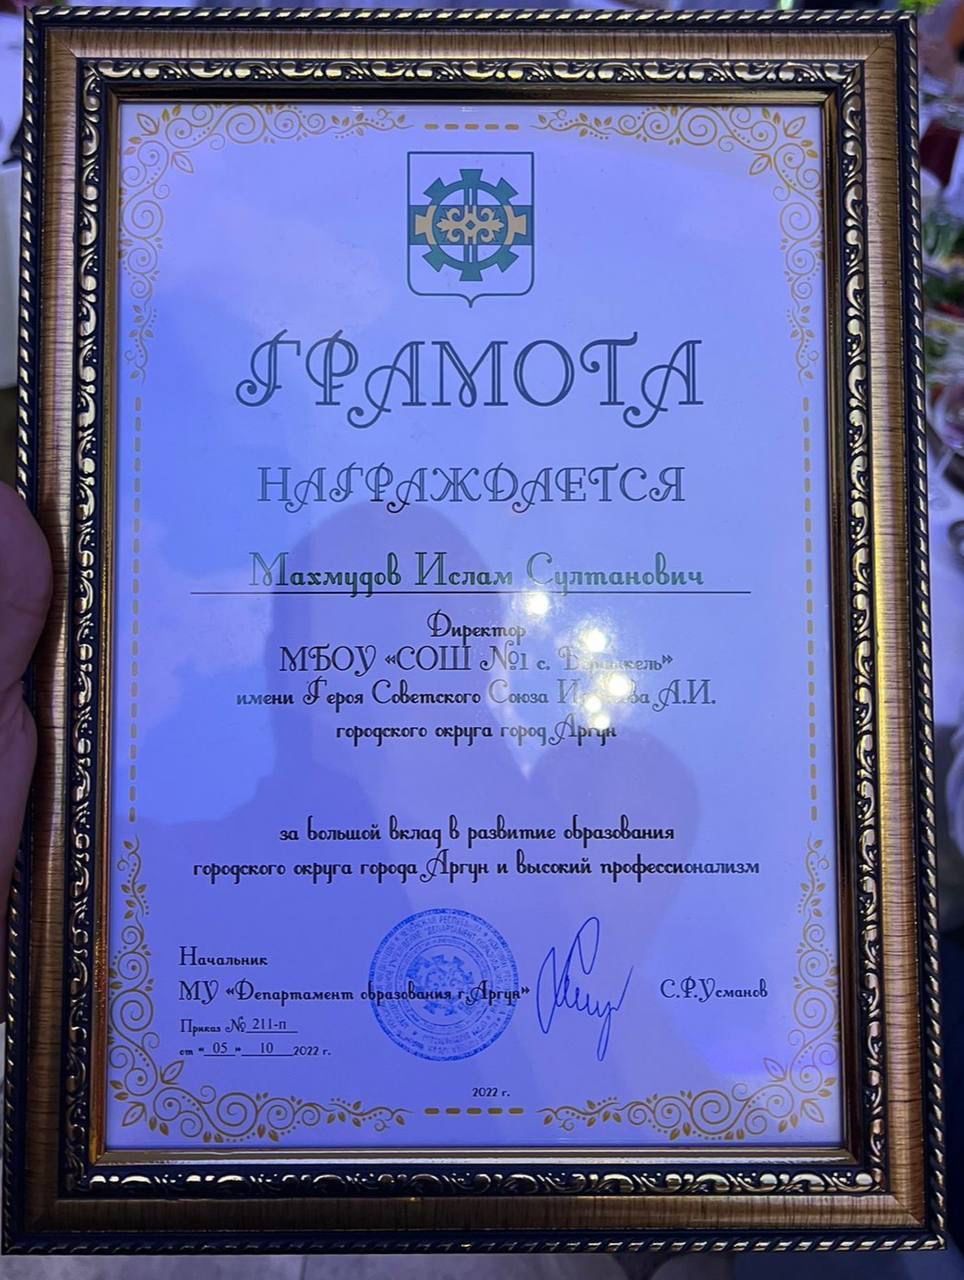 ГРАМОТА
НАГРАЖДАЕТСЯ
Махмудов Ислам Султанович
Директор
МБОУ «СОШ №1 с.
имени Героя Советского Союза А.И.
городского округа город Аргун
за большой вклад в развитие образования
городского округа города Аргун и высокий профессионализм
Начальник
МУ «Департамент образования г.Аргун»
С.Р.Усманов
Приказ № 211-п
от « 05 » 10 2022 г.
2022 г.